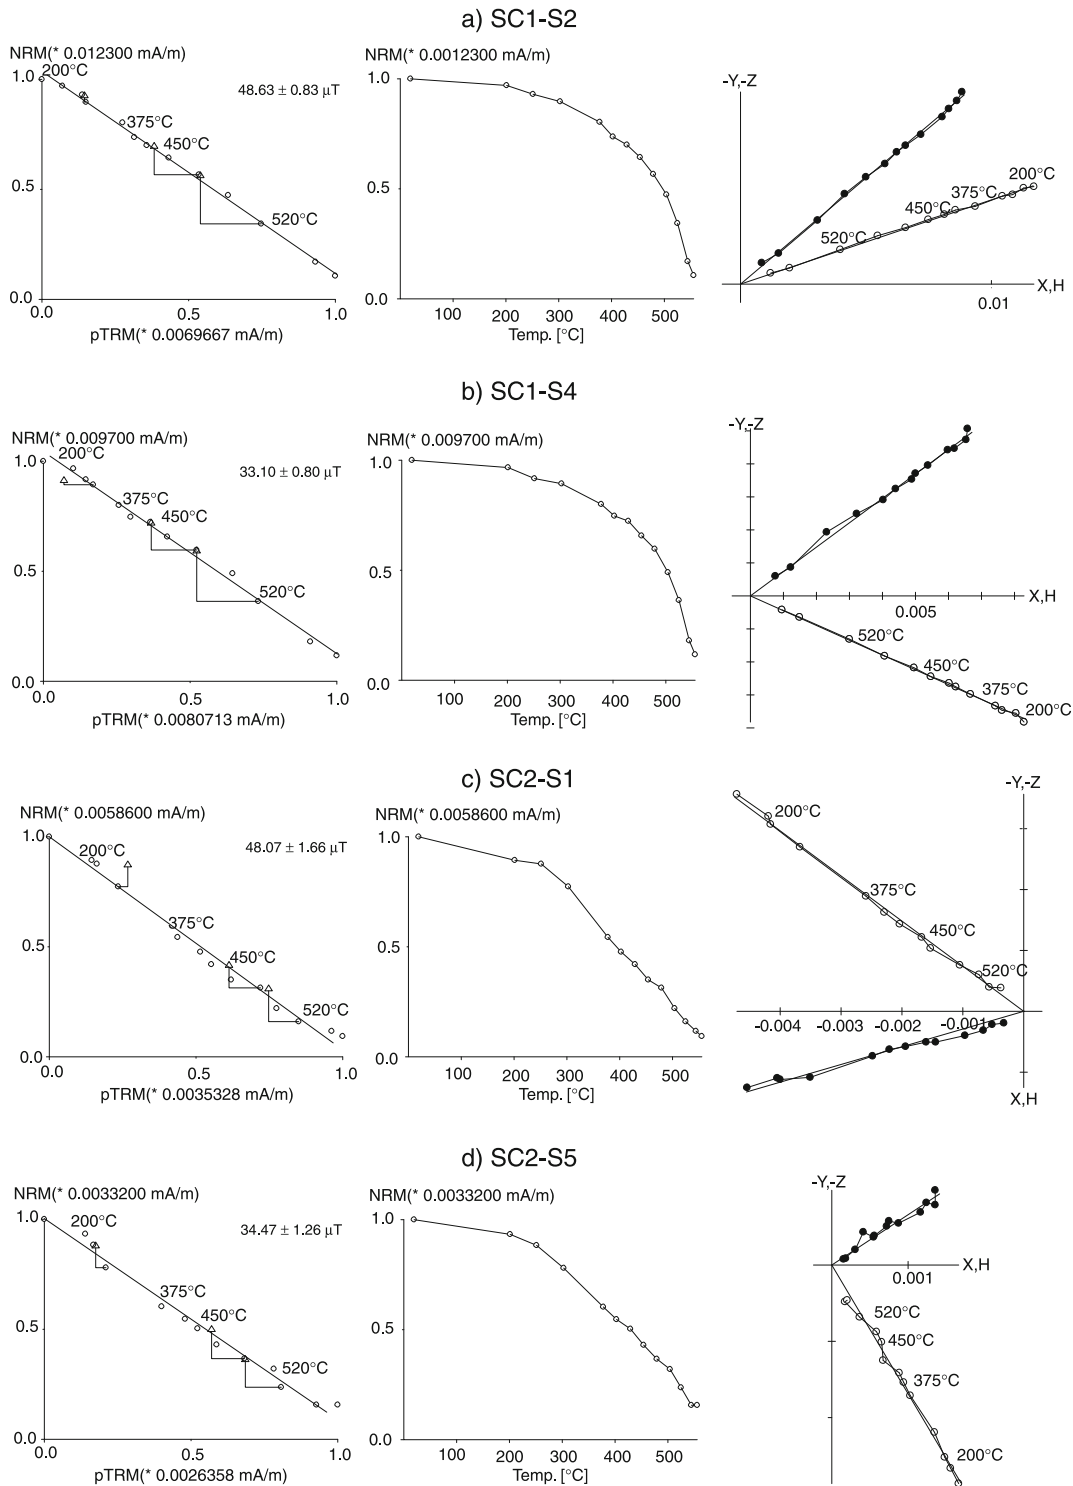 a) SC1-S2
NRM(* 0.012300 mA/m)
1.0
200°C
48.63 ± 0.83 µT
375°C
450°C
0.5
520°C
0.0
0.0 0.5 1.0
pTRM(* 0.0069667 mA/m)
NRM(* 0.0012300 mA/m)
1.0
0.5
0.0
100 200 300 400 500
Temp. [°C]
-Y,-Z
200°C
375°C
450°C
520°C
X,H
0.01
b) SC1-S4
NRM(* 0.009700 mA/m)
200°C
1.0
33.10 ± 0.80 µT
375°C
450°C
0.5
520°C
0.0
0.0 0.5 1.0
pTRM(* 0.0080713 mA/m)
NRM(* 0.009700 mA/m)
1.0
0.5
0.0
100 200 300 400 500
Temp. [°C]
-Y,-Z
X,H
0.005
520°C
450°C
375°C
200°C
c) SC2-S1
NRM(* 0.0058600 mA/m)
1.0
200°C
48.07 ± 1.66 µT
375°C
0.5
450°C
520°C
0.0
0.0 0.5 1.0
pTRM(* 0.0035328 mA/m)
NRM(* 0.0058600 mA/m)
1.0
0.5
0.0
100 200 300 400 500
Temp. [°C]
-Y,-Z
200°C
375°C
450°C
520°C
-0.004 -0.003 -0.002 -0.001
X,H
d) SC2-S5
NRM(* 0.0033200 mA/m)
1.0
200°C
34.47 ± 1.26 µT
375°C
450°C
0.5
520°C
0.0
0.0 0.5 1.0
pTRM(* 0.0026358 mA/m)
NRM(* 0.0033200 mA/m)
1.0
0.5
0.0
100 200 300 400 500
Temp. [°C]
-Y,-Z
X,H
0.001
520°C
450°C
375°C
200°C